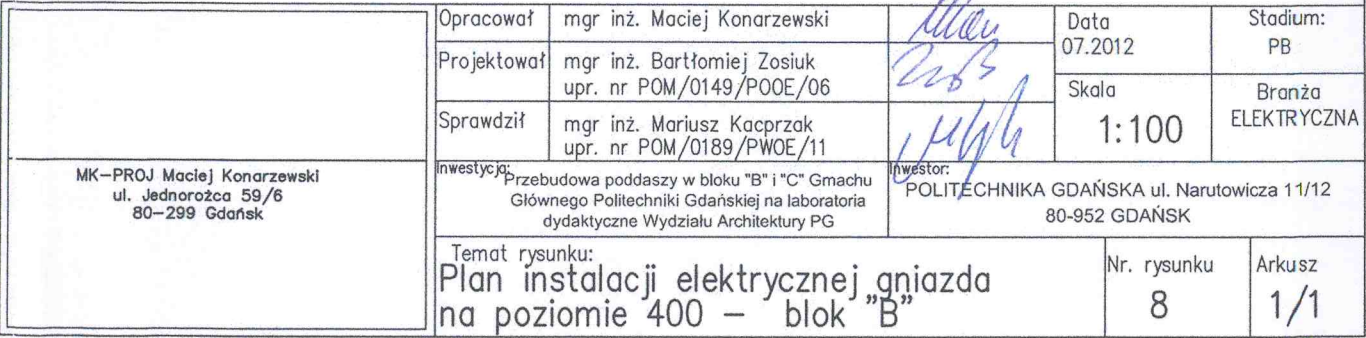 Opracował
mgr inż. Maciej Konarzewski
Data
07.2012
Stadium:
PB
Projektował
mgr inż. Bartłomiej Zosiuk
upr. nr POM/0149/POOE/06
Skala
1:100
Branża
ELEKTRYCZNA
Sprawdził
mgr inż. Mariusz Kacprzak
upr. nr POM/0189/PWOE/11
MK-PROJ Maciej Konarzewski
ul. Jednorożca 59/6
80-299 Gdańsk
Inwestycja:
Przebudowa poddaszy w bloku "B" i "C" Gmachu
Głównego Politechniki Gdańskiej na laboratoria
dydaktyczne Wydziału Architektury PG
Inwestor:
POLITECHNIKA GDAŃSKA ul. Narutowicza 11/12
80-952 GDAŃSK
Temat rysunku:
Plan instalacji elektrycznej gniazda
na poziomie 400 - blok "B"
Nr. rysunku
8
Arkusz
1/1